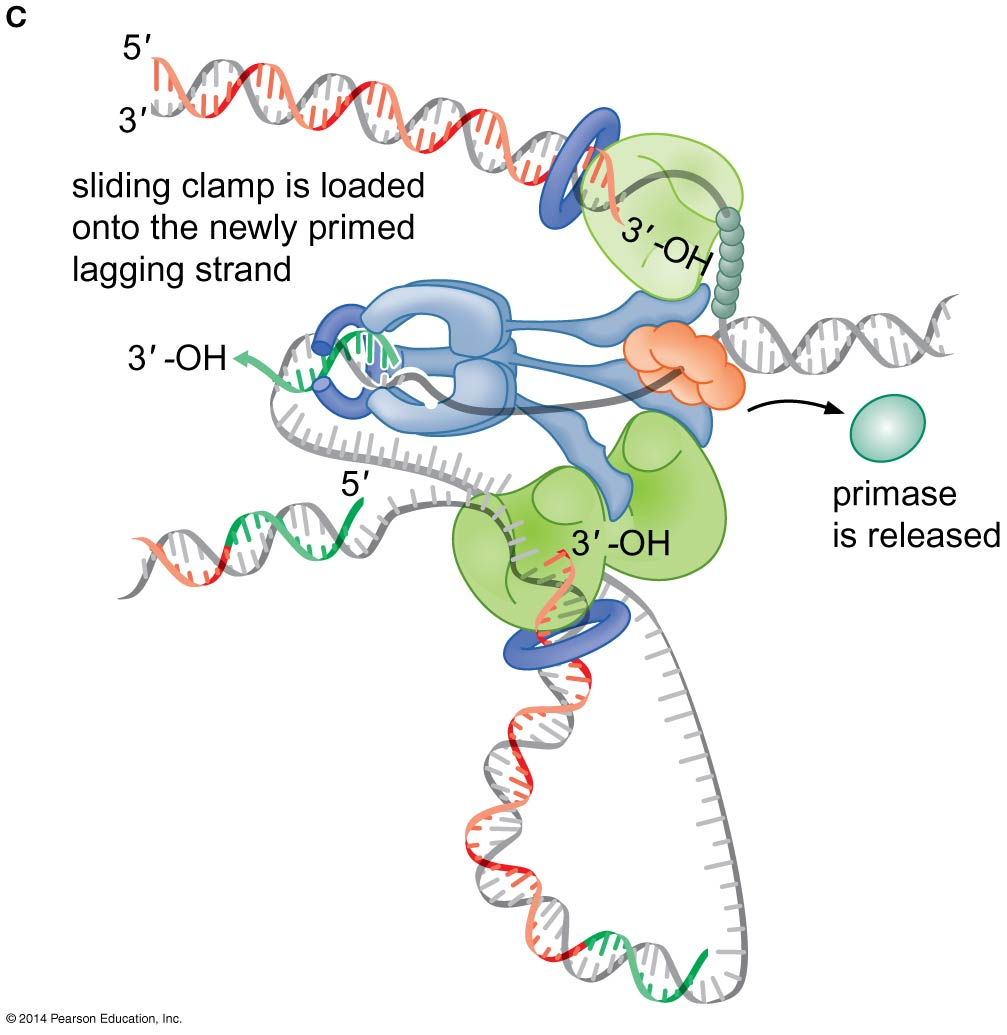 C
5′
3′
sliding clamp is loaded
onto the newly primed
lagging strand
3′-OH
3′-OH
primase
is released
5′
3′-OH
© 2014 Pearson Education, Inc.